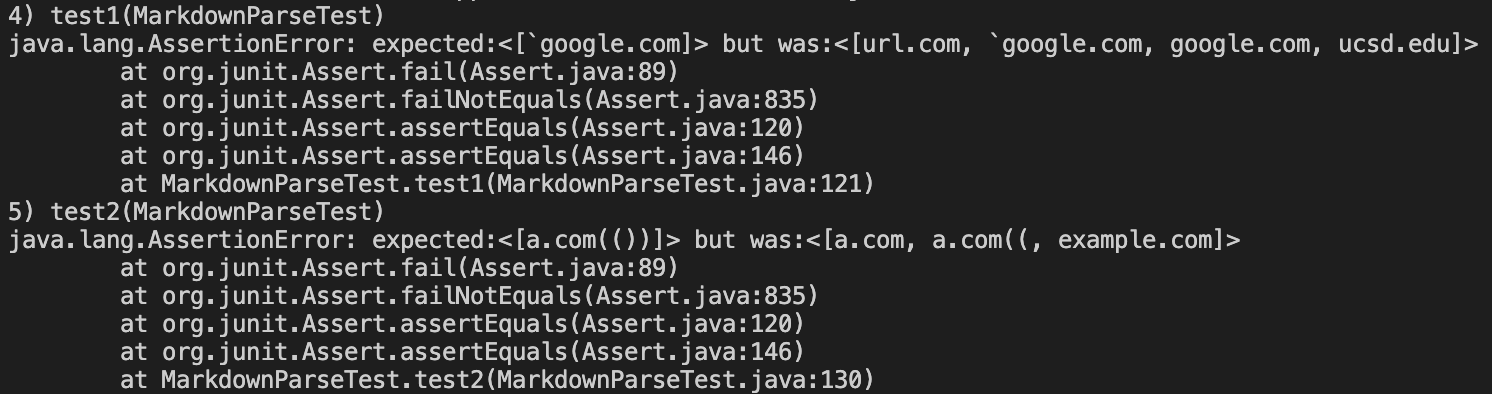 4) test1(MarkdownParseTest)
java.lang.AssertionError: expected:<[`google.com]> but was:<[url.com, `google.com, google.com, ucsd.edu]>
        at org.junit.Assert.fail(Assert.java:89)
        at org.junit.Assert.failNotEquals(Assert.java:835)
        at org.junit.Assert.assertEquals(Assert.java:120)
        at org.junit.Assert.assertEquals(Assert.java:146)
        at MarkdownParseTest.test1(MarkdownParseTest.java:121)
5) test2(MarkdownParseTest)
java.lang.AssertionError: expected:<[a.com(())]> but was:<[a.com, a.com((, example.com]>
        at org.junit.Assert.fail(Assert.java:89)
        at org.junit.Assert.failNotEquals(Assert.java:835)
        at org.junit.Assert.assertEquals(Assert.java:120)
        at org.junit.Assert.assertEquals(Assert.java:146)
        at MarkdownParseTest.test2(MarkdownParseTest.java:130)